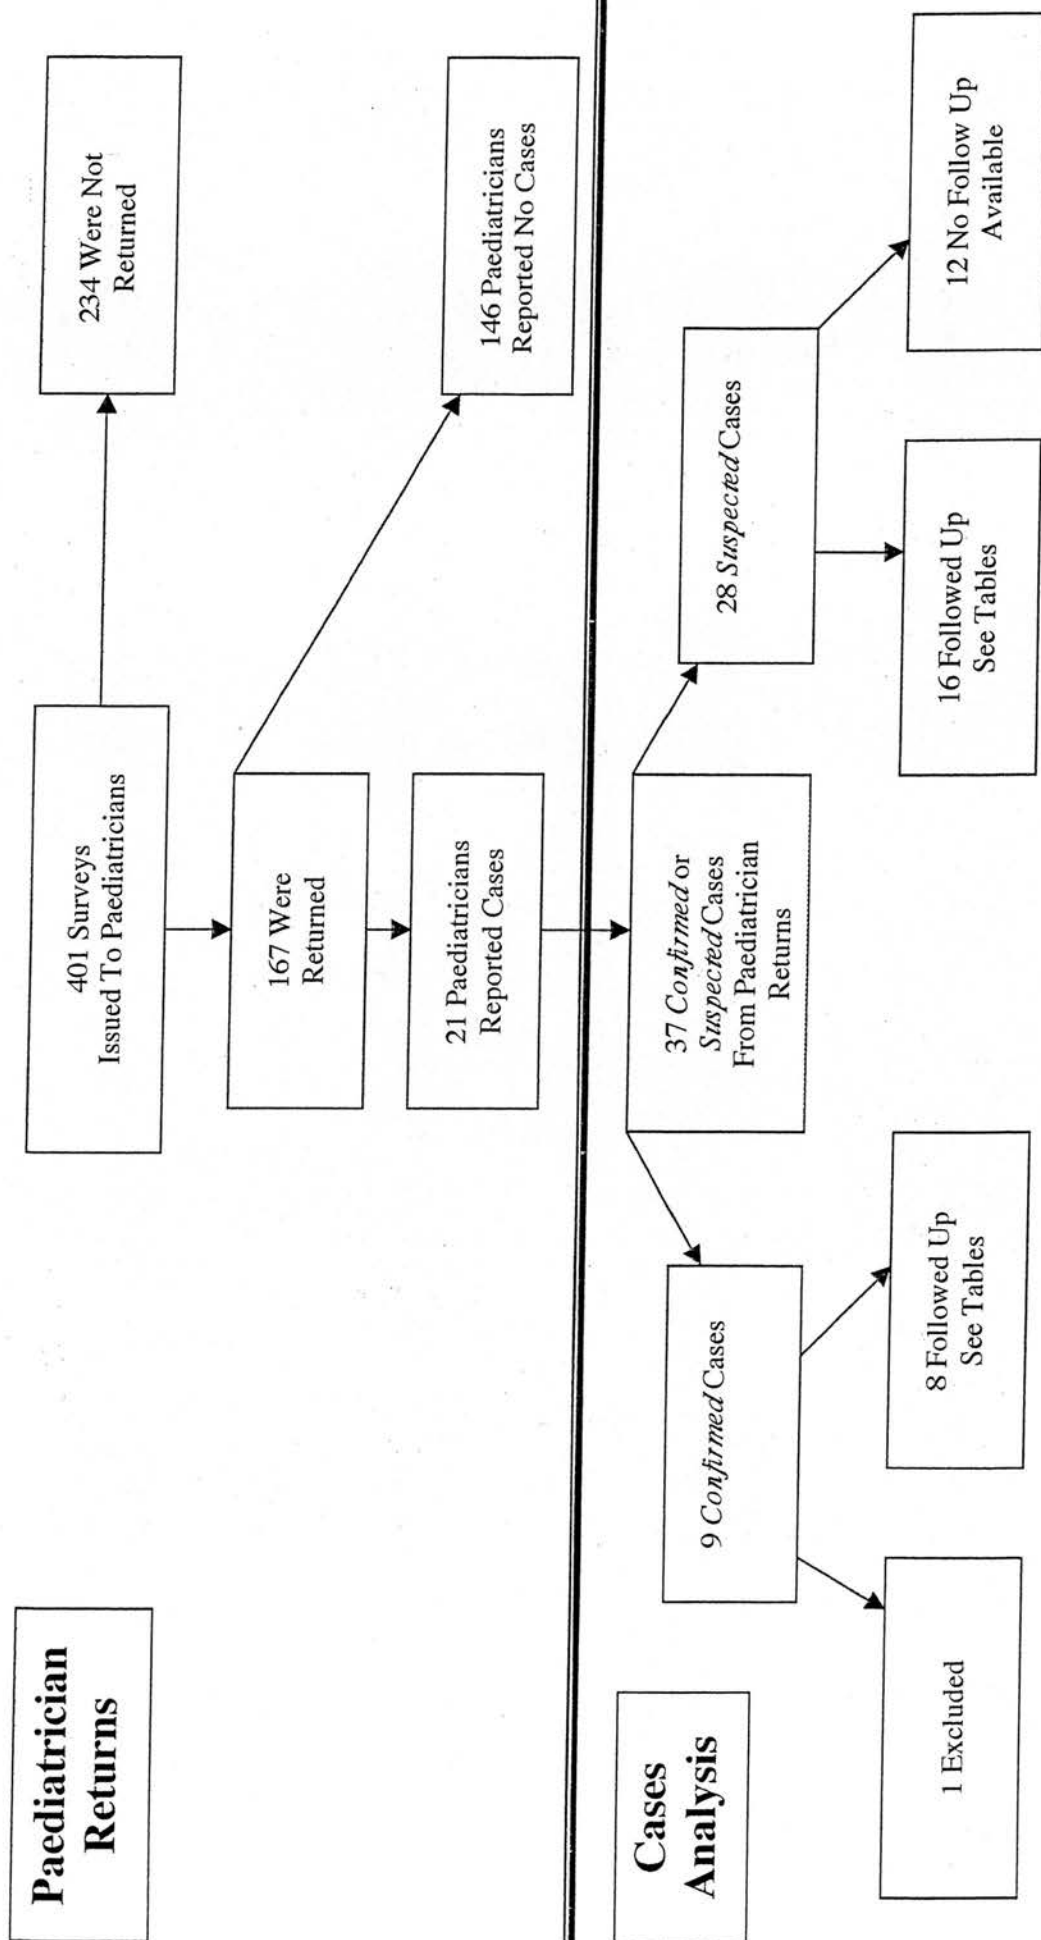 Paediatrician
Returns
401 Surveys
Issued To Paediatricians
234 Were Not
Returned
167 Were
Returned
21 Paediatricians
Reported Cases
146 Paediatricians
Reported No Cases
Cases
Analysis
37 Confirmed or
Suspected Cases
From Paediatrician
Returns
9 Confirmed Cases
28 Suspected Cases
1 Excluded
8 Followed Up
See Tables
16 Followed Up
See Tables
12 No Follow Up
Available